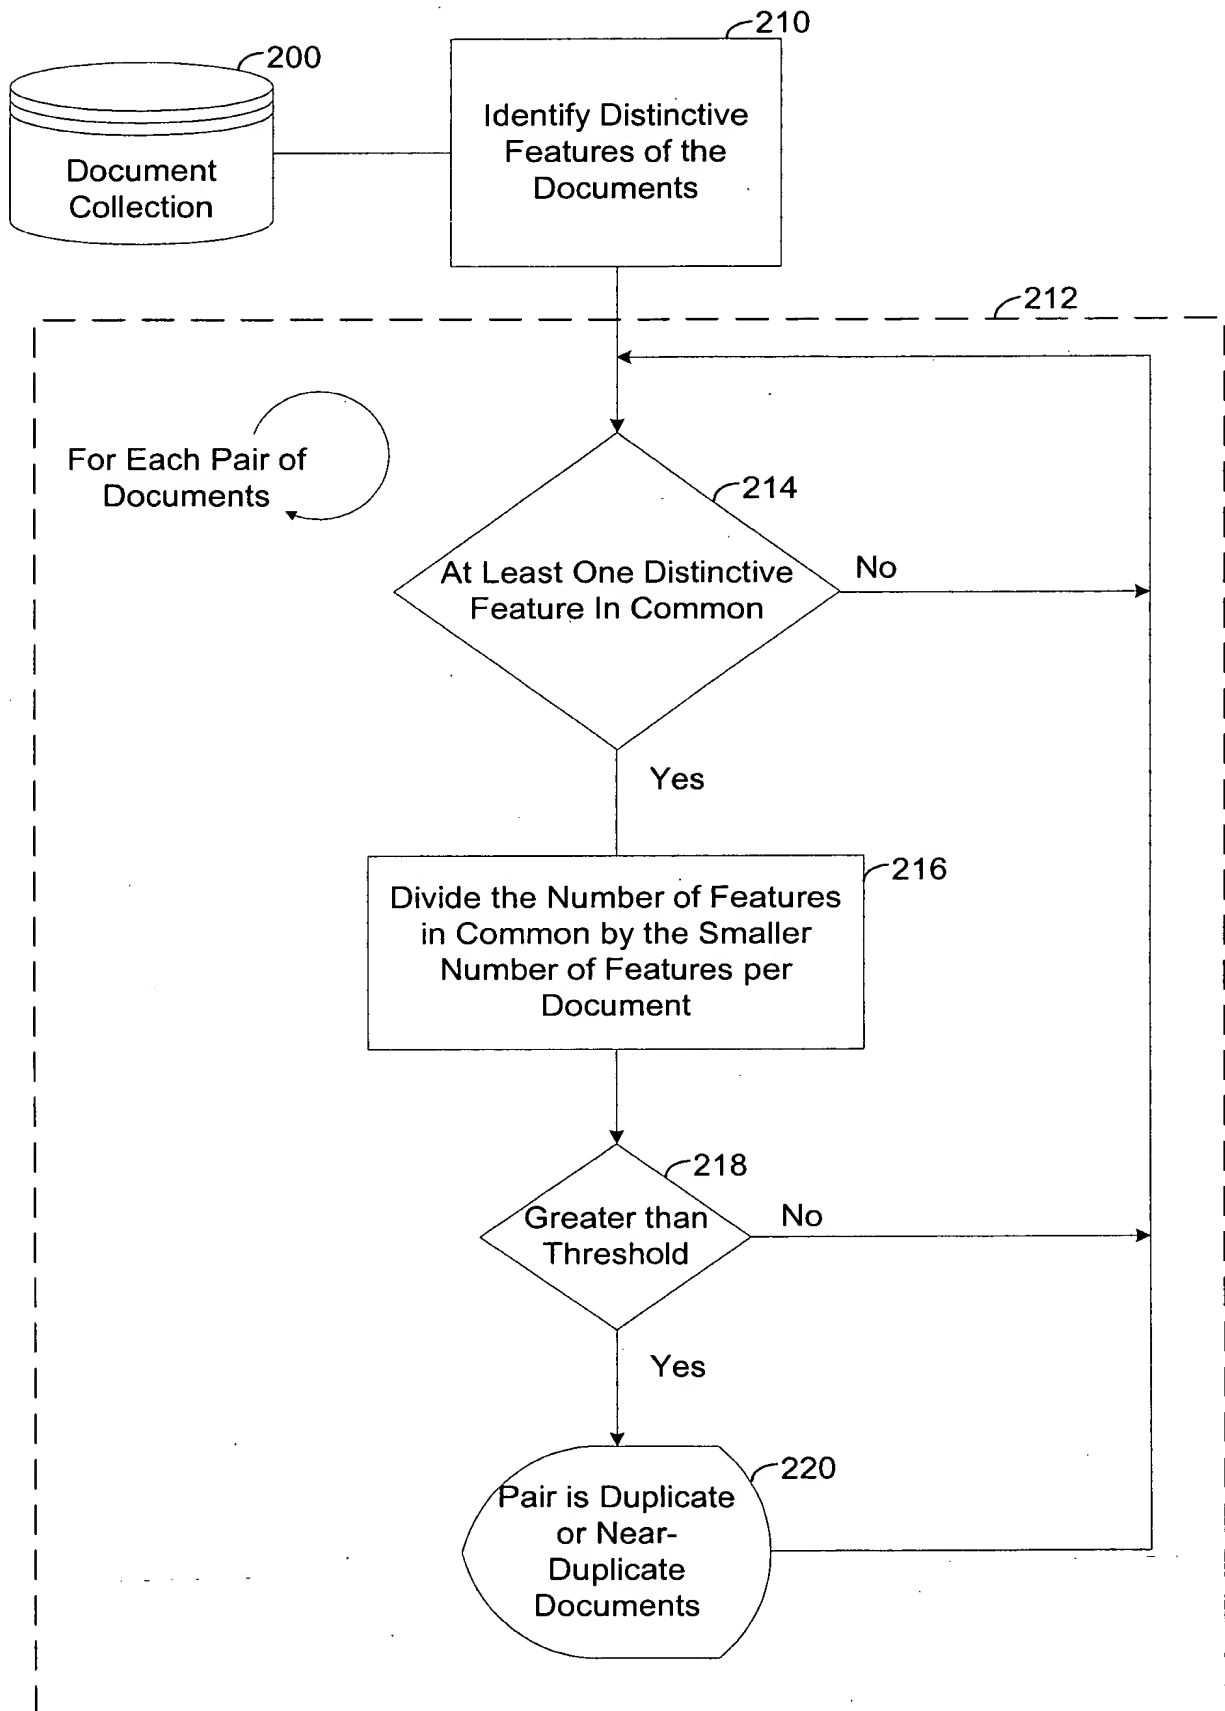 210
200
Identify Distinctive
Features of the
Documents
Document
Collection
212
For Each Pair of
Documents
214
At Least One Distinctive
Feature In Common
No
Yes
216
Divide the Number of Features
in Common by the Smaller
Number of Features per
Document
218
Greater than
Threshold
No
Yes
220
Pair is Duplicate
or Near-
Duplicate
Documents